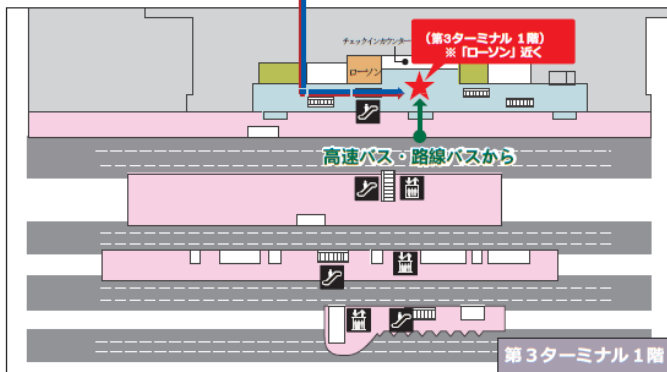 (第3ターミナル 1階)
※「ローソン」近く
チェックインカウンター
ローソン
高速バス・路線バスから
第3ターミナル1階